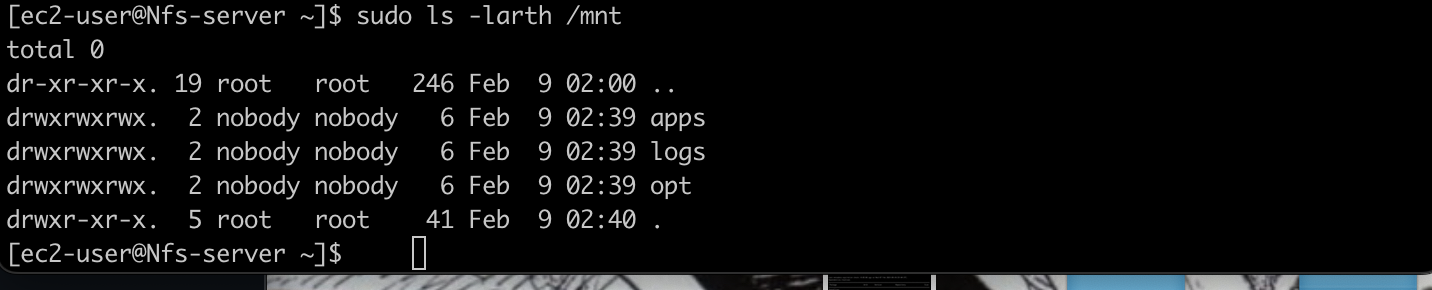 [ec2-user@Nfs-server ~]$ sudo ls -larth /mnt
total 0
dr-xr-xr-x. 19 root   root   246 Feb  9 02:00 ..
drwxrwxrwx.  2 nobody nobody   6 Feb  9 02:39 apps
drwxrwxrwx.  2 nobody nobody   6 Feb  9 02:39 logs
drwxrwxrwx.  2 nobody nobody   6 Feb  9 02:39 opt
drwxr-xr-x.  5 root   root    41 Feb  9 02:40 .
[ec2-user@Nfs-server ~]$